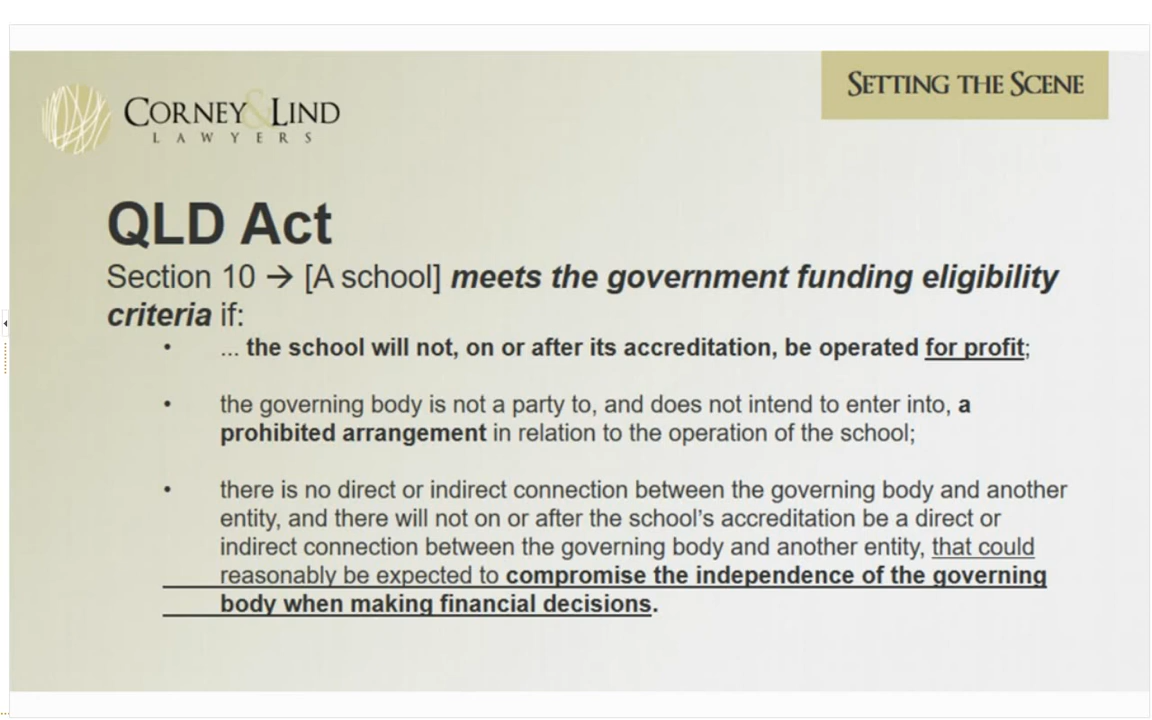 CORNEY&LIND
LAWYERS
SETTING THE SCENE
QLD Act
Section 10 → [A school] meets the government funding eligibility
criteria if:
• ... the school will not, on or after its accreditation, be operated for profit;
• the governing body is not a party to, and does not intend to enter into, a
prohibited arrangement in relation to the operation of the school;
• there is no direct or indirect connection between the governing body and another
entity, and there will not on or after the school's accreditation be a direct or
indirect connection between the governing body and another entity, that could
reasonably be expected to compromise the independence of the governing
body when making financial decisions.